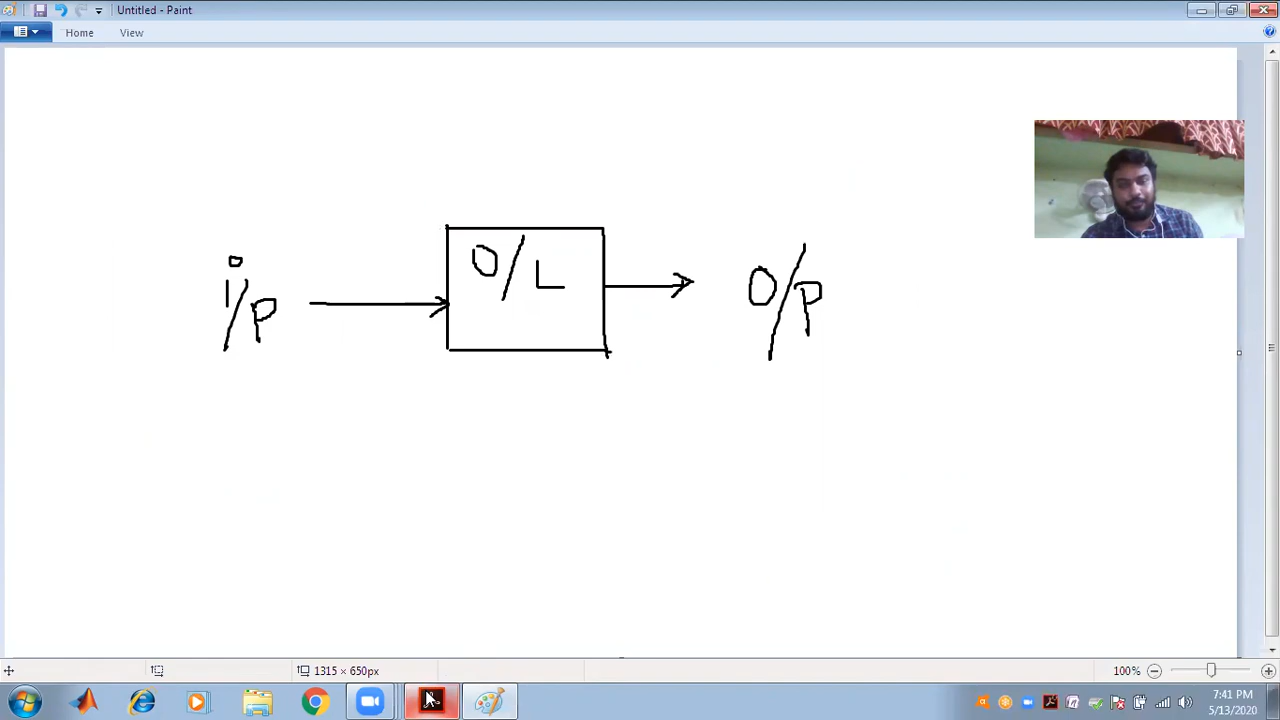 Untitled - Paint
Home View
i/p O/L O/P
1315 × 650px
100%
7:41 PM
5/13/2020